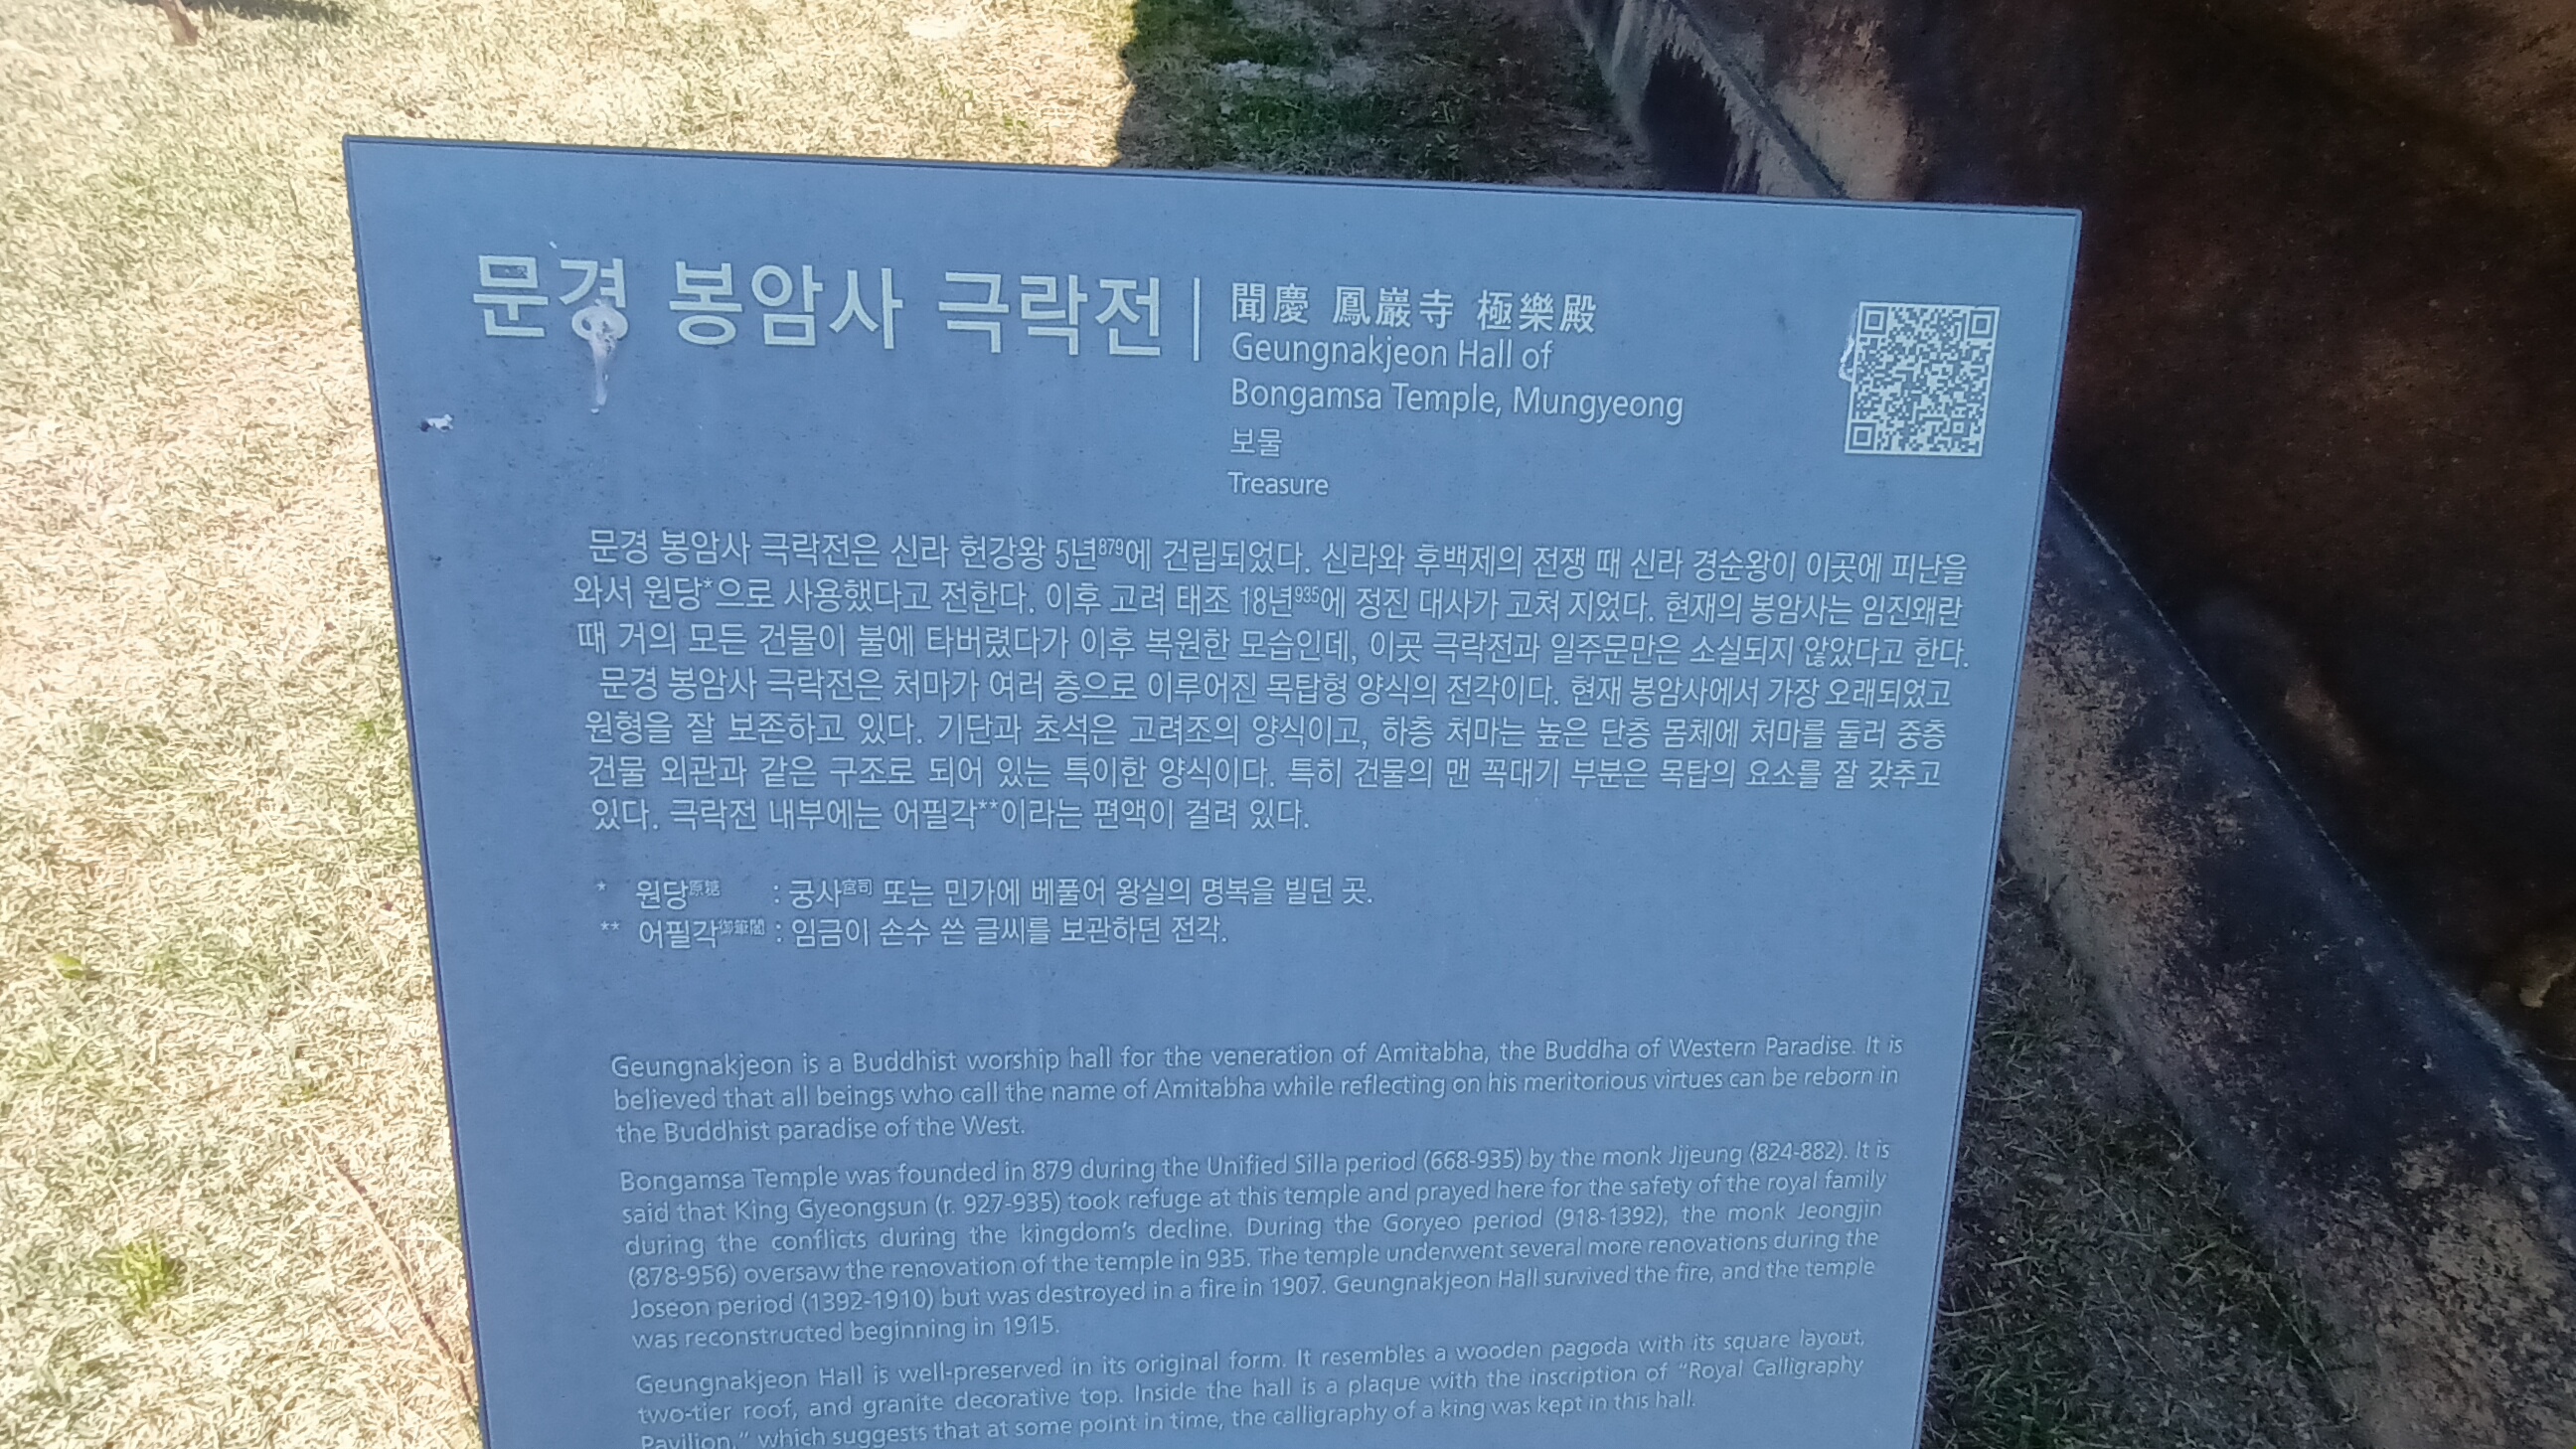 문경 봉암사 극락전
聞慶 鳳巖寺 極樂殿
Geungnakjeon Hall of
Bongamsa Temple, Mungyeong
보물
Treasure
문경 봉암사 극락전은 신라 헌강왕 5년879에 건립되었다. 신라와 후백제의 전쟁 때 신라 경순왕이 이곳에 피난을
와서 원당*으로 사용했다고 전한다. 이후 고려 태조 18년935에 정진 대사가 고쳐 지었다. 현재의 봉암사는 임진왜란
때 거의 모든 건물이 불에 타버렸다가 이후 복원한 모습인데, 이곳 극락전과 일주문만은 소실되지 않았다고 한다.
문경 봉암사 극락전은 처마가 여러 층으로 이루어진 목탑형 양식의 전각이다. 현재 봉암사에서 가장 오래되었고
원형을 잘 보존하고 있다. 기단과 초석은 고려조의 양식이고, 하층 처마는 높은 단층 몸체에 처마를 둘러 중층
건물 외관과 같은 구조로 되어 있는 특이한 양식이다. 특히 건물의 맨 꼭대기 부분은 목탑의 요소를 잘 갖추고
있다. 극락전 내부에는 어필각**이라는 편액이 걸려 있다.
* 원당 : 궁사宮司 또는 민가에 베풀어 왕실의 명복을 빌던 곳.
** 어필각御筆閣 : 임금이 손수 쓴 글씨를 보관하던 전각.
Geungnakjeon is a Buddhist worship hall for the veneration of Amitabha, the Buddha of Western Paradise. It is
believed that all beings who call the name of Amitabha while reflecting on his meritorious virtues can be reborn in
the Buddhist paradise of the West.
Bongamsa Temple was founded in 879 during the Unified Silla period (668-935) by the monk Jijeung (824-882). It is
said that King Gyeongsun (r. 927-935) took refuge at this temple and prayed here for the safety of the royal family
during the conflicts during the kingdom's decline. During the Goryeo period (918-1392), the monk Jeongjin
(878-956) oversaw the renovation of the temple in 935. The temple underwent several more renovations during the
Joseon period (1392-1910) but was destroyed in a fire in 1907. Geungnakjeon Hall survived the fire, and the temple
was reconstructed beginning in 1915.
Geungnakjeon Hall is well-preserved in its original form. It resembles a wooden pagoda with its square layout,
two-tier roof, and granite decorative top. Inside the hall is a plaque with the inscription of "Royal Calligraphy
Pavilion," which suggests that at some point in time, the calligraphy of a king was kept in this hall.